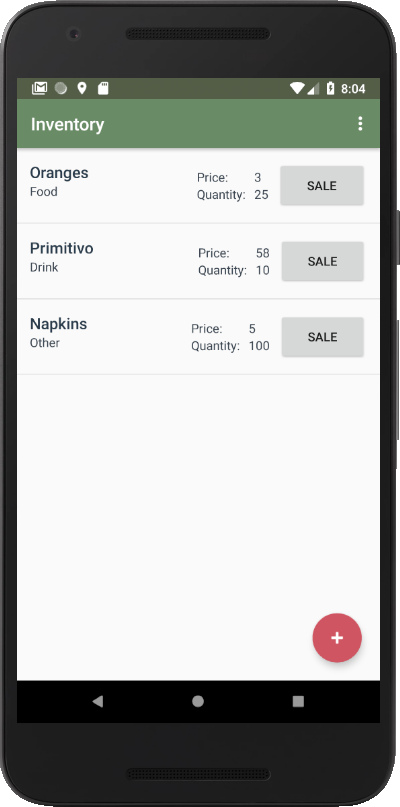 8:04
Inventory
Oranges
Food
Price: 3
Quantity: 25
SALE
Primitivo
Drink
Price: 58
Quantity: 10
SALE
Napkins
Other
Price: 5
Quantity: 100
SALE
+